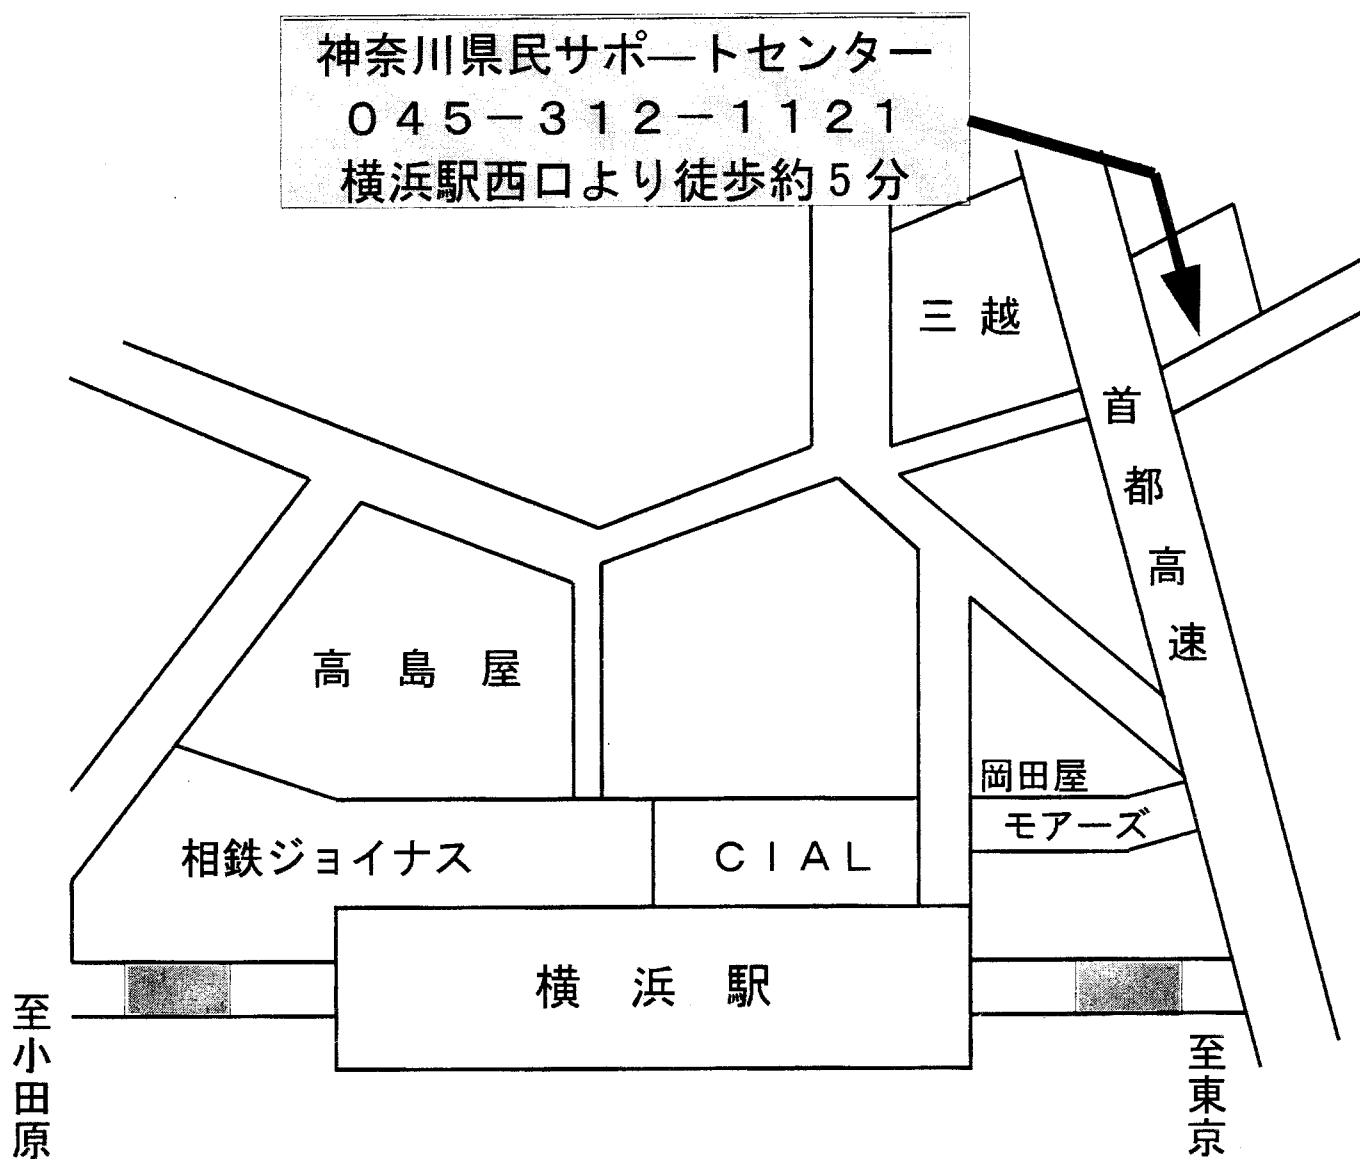 神奈川県民サポートセンター
０４５－３１２－１１２１
横浜駅西口より徒歩約５分
三越
首都高速
高島屋
岡田屋
モアーズ
相鉄ジョイナス
ＣＩＡＬ
横浜駅
至小田原
至東京